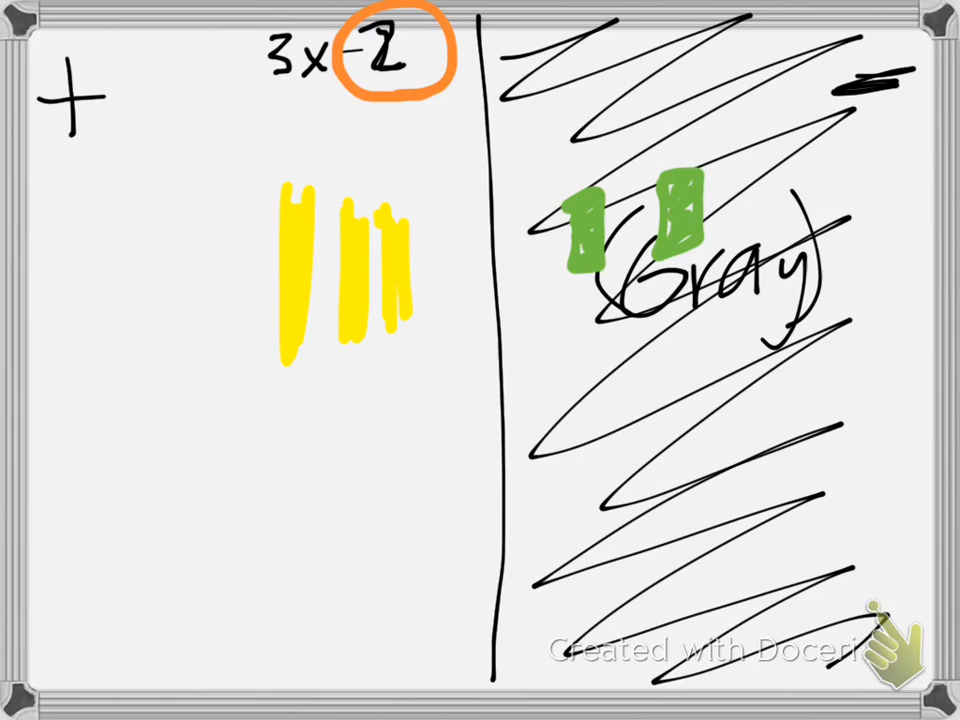 3x-2
+
-
(Gray)
Created with Doceri